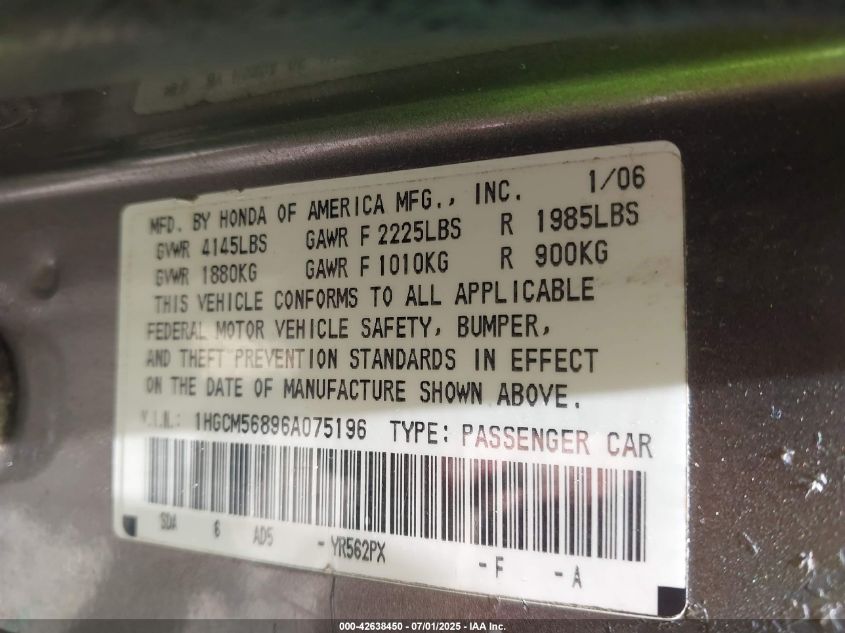 MFD. BY HONDA OF AMERICA MFG., INC. 1/06
GVWR 4145LBS GAWR F 2225LBS R 1985LBS
GVWR 1880KG GAWR F 1010KG R 900KG
THIS VEHICLE CONFORMS TO ALL APPLICABLE
FEDERAL MOTOR VEHICLE SAFETY, BUMPER,
AND THEFT PREVENTION STANDARDS IN EFFECT
ON THE DATE OF MANUFACTURE SHOWN ABOVE.
V.I.N.: 1HGCM56896A075196 TYPE: PASSENGER CAR
SDA 6 AD5 - YR562PX - F - A
000-42638450 - 07/01/2025 - IAA Inc.